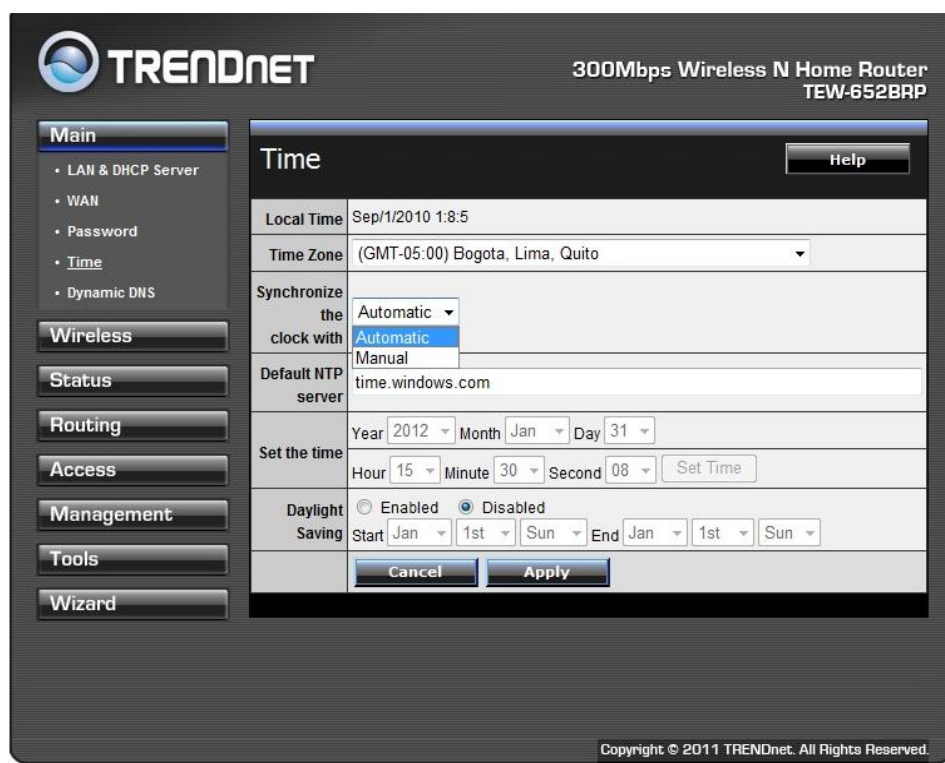 TRENDNET
300Mbps Wireless N Home Router
TEW-652BRP
Main
• LAN & DHCP Server
• WAN
• Password
• Time
• Dynamic DNS
Wireless
Status
Routing
Access
Management
Tools
Wizard
Time
Help
Local Time Sep/1/2010 1:8:5
Time Zone (GMT-05:00) Bogota, Lima, Quito
Synchronize
the
clock with
Automatic
Automatic
Manual
Default NTP
server
time.windows.com
Set the time
Year 2012 Month Jan Day 31
Hour 15 Minute 30 Second 08 Set Time
Daylight
Saving
Enabled Disabled
Start Jan 1st Sun End Jan 1st Sun
Cancel Apply
Copyright © 2011 TRENDnet. All Rights Reserved.